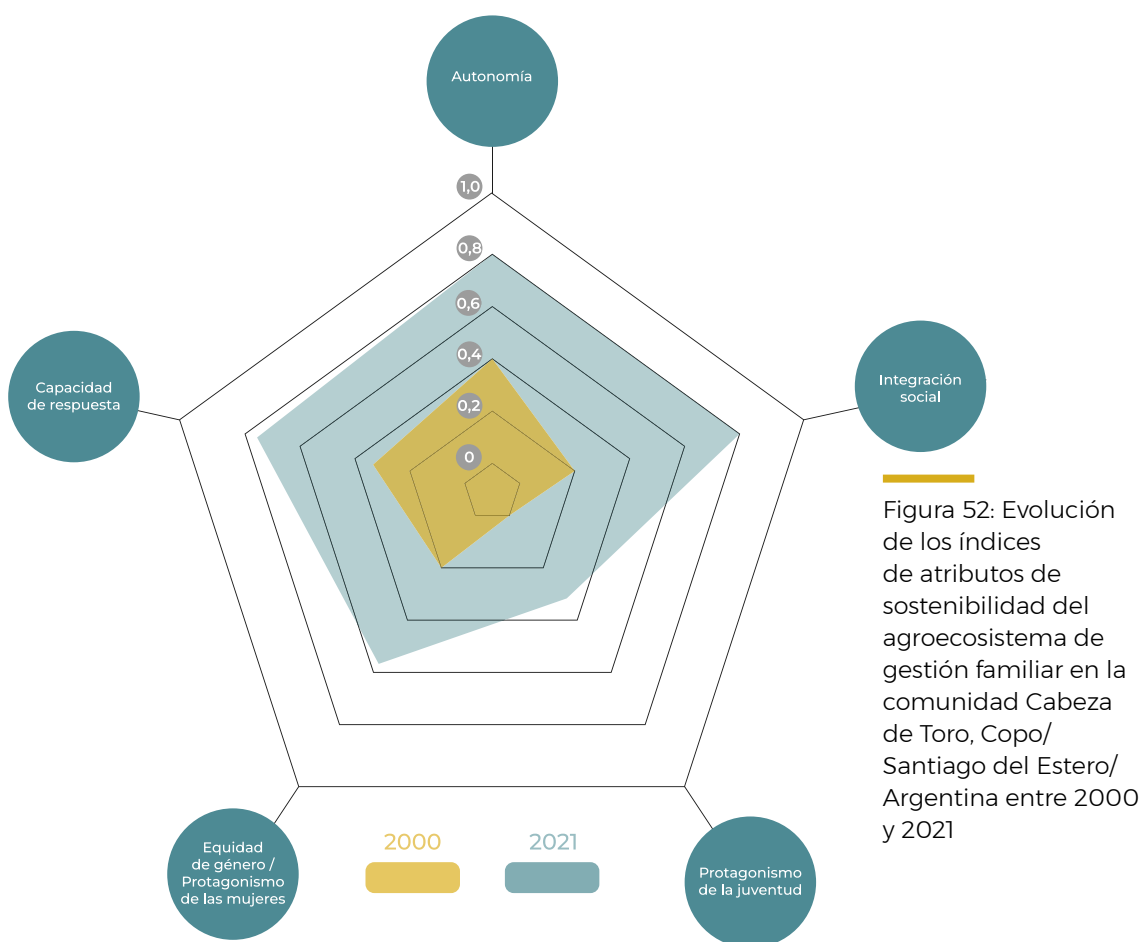 Autonomía
1,0
0,8
0,6
0,4
0,2
0
Capacidad
de respuesta
Integración
social
Figura 52: Evolución
de los índices
de atributos de
sostenibilidad del
agroecosistema de
gestión familiar en la
comunidad Cabeza
de Toro, Copo/
Santiago del Estero/
Argentina entre 2000
y 2021
Equidad
de género /
Protagonismo
de las mujeres
2000
2021
Protagonismo
de la juventud